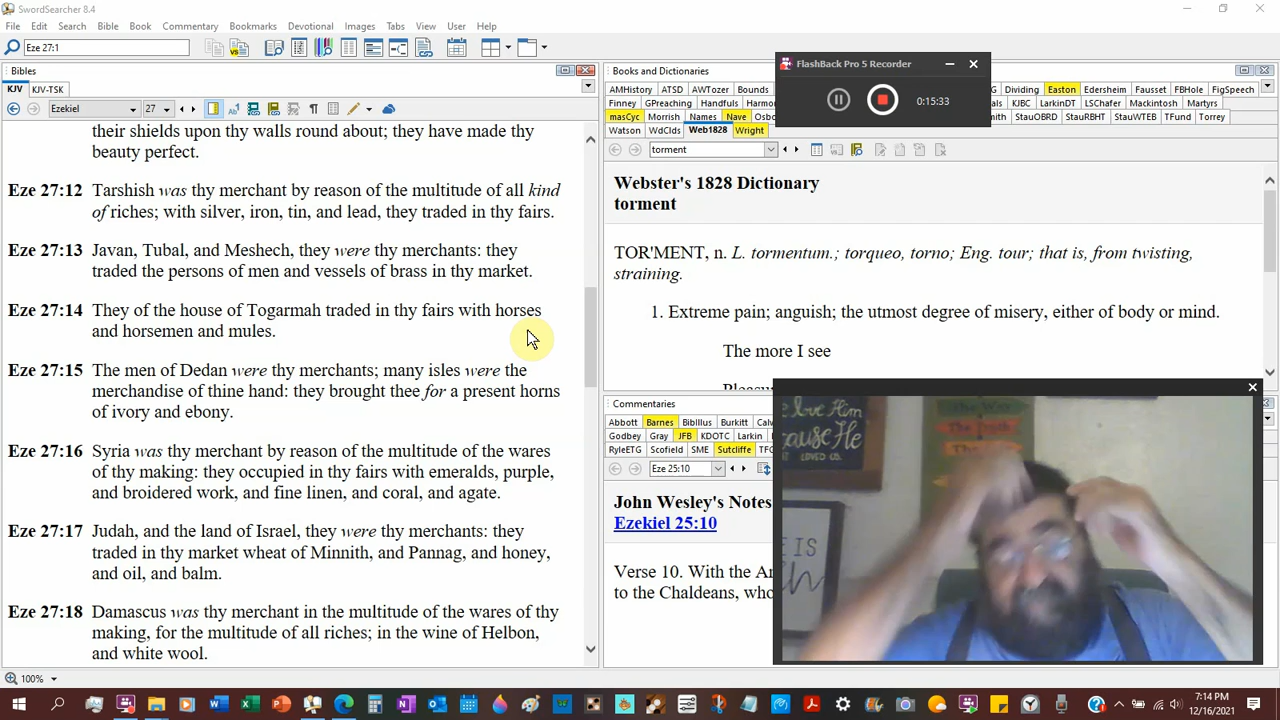 SwordSearcher 8.4
File Edit Search Bible Book Commentary Bookmarks Devotional Images Tabs View User Help
Eze 27:1
Bibles
KJV KJV-TSK
Ezekiel 27
their shields upon thy walls round about; they have made thy
beauty perfect.
Eze 27:12 Tarshish was thy merchant by reason of the multitude of all kind
of riches; with silver, iron, tin, and lead, they traded in thy fairs.
Eze 27:13 Javan, Tubal, and Meshech, they were thy merchants: they
traded the persons of men and vessels of brass in thy market.
Eze 27:14 They of the house of Togarmah traded in thy fairs with horses
and horsemen and mules.
Eze 27:15 The men of Dedan were thy merchants; many isles were the
merchandise of thine hand: they brought thee for a present horns
of ivory and ebony.
Eze 27:16 Syria was thy merchant by reason of the multitude of the wares
of thy making: they occupied in thy fairs with emeralds, purple,
and broidered work, and fine linen, and coral, and agate.
Eze 27:17 Judah, and the land of Israel, they were thy merchants: they
traded in thy market wheat of Minnith, and Pannag, and honey,
and oil, and balm.
Eze 27:18 Damascus was thy merchant in the multitude of the wares of thy
making, for the multitude of all riches; in the wine of Helbon,
and white wool.
100%
FlashBack Pro 5 Recorder
0:15:33
Books and Dictionaries
AMHistory ATSD AWTozer Bounds Dividing Easton Edersheim Fausset FBHole FigSpeech
Finney GPreaching Handfuls KJBC LarkinDT LSChafer Mackintosh Martyrs
masCyc Morrish Names Nave StauOBRD StauRBHT StauWTEB TFund Torrey
Watson WdClds Web1828 Wright
torment
Webster's 1828 Dictionary
torment
TOR'MENT, n. L. tormentum.; torqueo, torno; Eng. tour; that is, from twisting,
straining.
1. Extreme pain; anguish; the utmost degree of misery, either of body or mind.
The more I see
Commentaries
Abbott Barnes BibIllus Burkitt
Godbey Gray JFB KDOTC Larkin
RyleETG Scofield SME Sutcliffe
Eze 25:10
John Wesley's Notes
Ezekiel 25:10
Verse 10. With the
to the Chaldeans, who
love Him
cause He
LOVED US.
The Truth
7:14 PM
12/16/2021